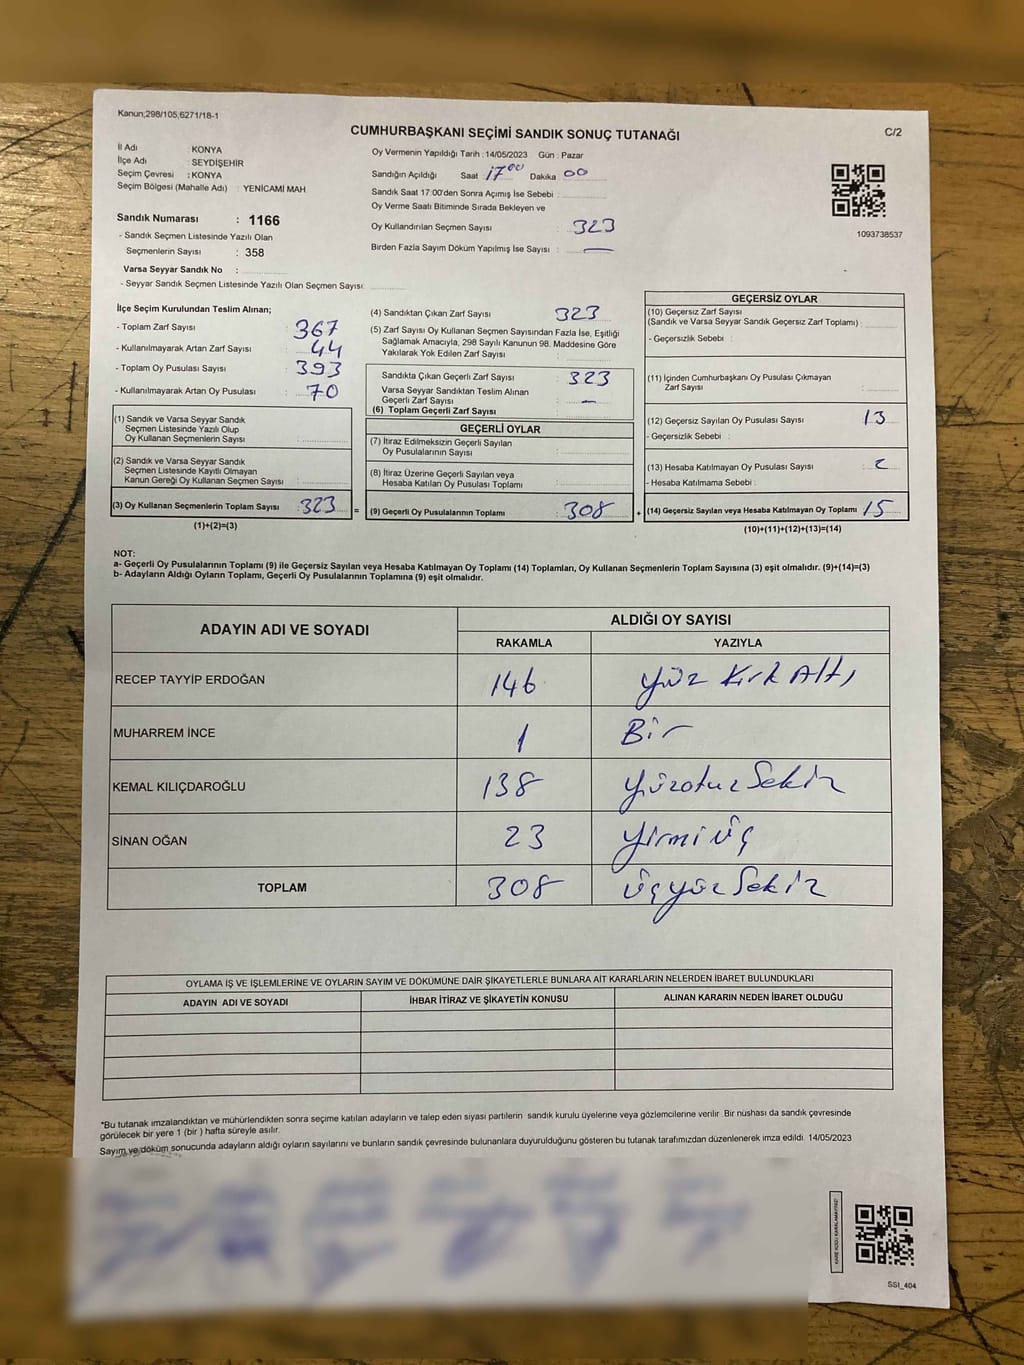 Kanun;298/105,6271/18-1
CUMHURBAŞKANI SEÇİMİ SANDIK SONUÇ TUTANAĞI
C/2
İl Adı : KONYA
İlçe Adı : SEYDİŞEHİR
Seçim Çevresi : KONYA
Seçim Bölgesi (Mahalle Adı) : YENİCAMİ MAH
Sandık Numarası : 1166
- Sandık Seçmen Listesinde Yazılı Olan
Seçmenlerin Sayısı : 358
Varsa Seyyar Sandık No :
- Seyyar Sandık Seçmen Listesinde Yazılı Olan Seçmen Sayısı:
Oy Vermenin Yapıldığı Tarih : 14/05/2023 Gün : Pazar
Sandığın Açıldığı Saat 17 00 Dakika 00
Sandık Saat 17:00'den Sonra Açımış İse Sebebi :
Oy Verme Saatı Bitiminde Sırada Bekleyen ve
Oy Kullandırılan Seçmen Sayısı : 323
Birden Fazla Sayım Döküm Yapılmış İse Sayısı : —
1093738537
İlçe Seçim Kurulundan Teslim Alınan;
- Toplam Zarf Sayısı : 367
- Kullanılmayarak Artan Zarf Sayısı : 44
- Toplam Oy Pusulası Sayısı : 393
- Kullanılmayarak Artan Oy Pusulası : 70
(1) Sandık ve Varsa Seyyar Sandık
Seçmen Listesinde Yazılı Olup
Oy Kullanan Seçmenlerin Sayısı :
(2) Sandık ve Varsa Seyyar Sandık
Seçmen Listesinde Kayıtlı Olmayan
Kanun Gereği Oy Kullanan Seçmen Sayısı :
(3) Oy Kullanan Seçmenlerin Toplam Sayısı : 323 =
(1)+(2)=(3)
(4) Sandıktan Çıkan Zarf Sayısı : 323
(5) Zarf Sayısı Oy Kullanan Seçmen Sayısından Fazla İse, Eşitliği
Sağlamak Amacıyla, 298 Sayılı Kanunun 98. Maddesine Göre
Yakılarak Yok Edilen Zarf Sayısı :
Sandıkta Çıkan Geçerli Zarf Sayısı : 323
Varsa Seyyar Sandıktan Teslim Alınan
Geçerli Zarf Sayısı : —
(6) Toplam Geçerli Zarf Sayısı :
GEÇERLİ OYLAR
(7) İtiraz Edilmeksizin Geçerli Sayılan
Oy Pusulalarının Sayısı :
(8) İtiraz Üzerine Geçerli Sayılan veya
Hesaba Katılan Oy Pusulası Toplamı :
(9) Geçerli Oy Pusulalarının Toplamı : 308 +
GEÇERSİZ OYLAR
(10) Geçersiz Zarf Sayısı
(Sandık ve Varsa Seyyar Sandık Geçersiz Zarf Toplamı) :
- Geçersizlik Sebebi :
(11) İçinden Cumhurbaşkanı Oy Pusulası Çıkmayan
Zarf Sayısı :
(12) Geçersiz Sayılan Oy Pusulası Sayısı : 13
- Geçersizlik Sebebi :
(13) Hesaba Katılmayan Oy Pusulası Sayısı : 2
- Hesaba Katılmama Sebebi :
(14) Geçersiz Sayılan veya Hesaba Katılmayan Oy Toplamı : 15
(10)+(11)+(12)+(13)=(14)
NOT:
a- Geçerli Oy Pusulalarının Toplamı (9) ile Geçersiz Sayılan veya Hesaba Katılmayan Oy Toplamı (14) Toplamları, Oy Kullanan Seçmenlerin Toplam Sayısına (3) eşit olmalıdır. (9)+(14)=(3)
b- Adayların Aldığı Oyların Toplamı, Geçerli Oy Pusulalarının Toplamına (9) eşit olmalıdır.
ADAYIN ADI VE SOYADI ALDIĞI OY SAYISI
RAKAMLA YAZIYLA
RECEP TAYYİP ERDOĞAN 146 Yüz Kırk Altı
MUHARREM İNCE 1 Bir
KEMAL KILIÇDAROĞLU 138 Yüzotuz Sekiz
SİNAN OĞAN 23 Yirmi üç
TOPLAM 308 üçyüz Sekiz
OYLAMA İŞ VE İŞLEMLERİNE VE OYLARIN SAYIM VE DÖKÜMÜNE DAİR ŞİKAYETLERLE BUNLARA AİT KARARLARIN NELERDEN İBARET BULUNDUKLARI
ADAYIN ADI VE SOYADI İHBAR İTİRAZ VE ŞİKAYETİN KONUSU ALINAN KARARIN NEDEN İBARET OLDUĞU
*Bu tutanak imzalandıktan ve mühürlendikten sonra seçime katılan adayların ve talep eden siyasi partilerin sandık kurulu üyelerine veya gözlemcilerine verilir. Bir nüshası da sandık çevresinde
görülecek bir yere 1 (bir ) hafta süreyle asılır.
Sayım ve döküm sonucunda adayların aldığı oyların sayılarını ve bunların sandık çevresinde bulunanlara duyurulduğunu gösteren bu tutanak tarafımızdan düzenlenerek imza edildi. 14/05/2023
KARE KODU KARALAMAYINIZ!
SSI_404